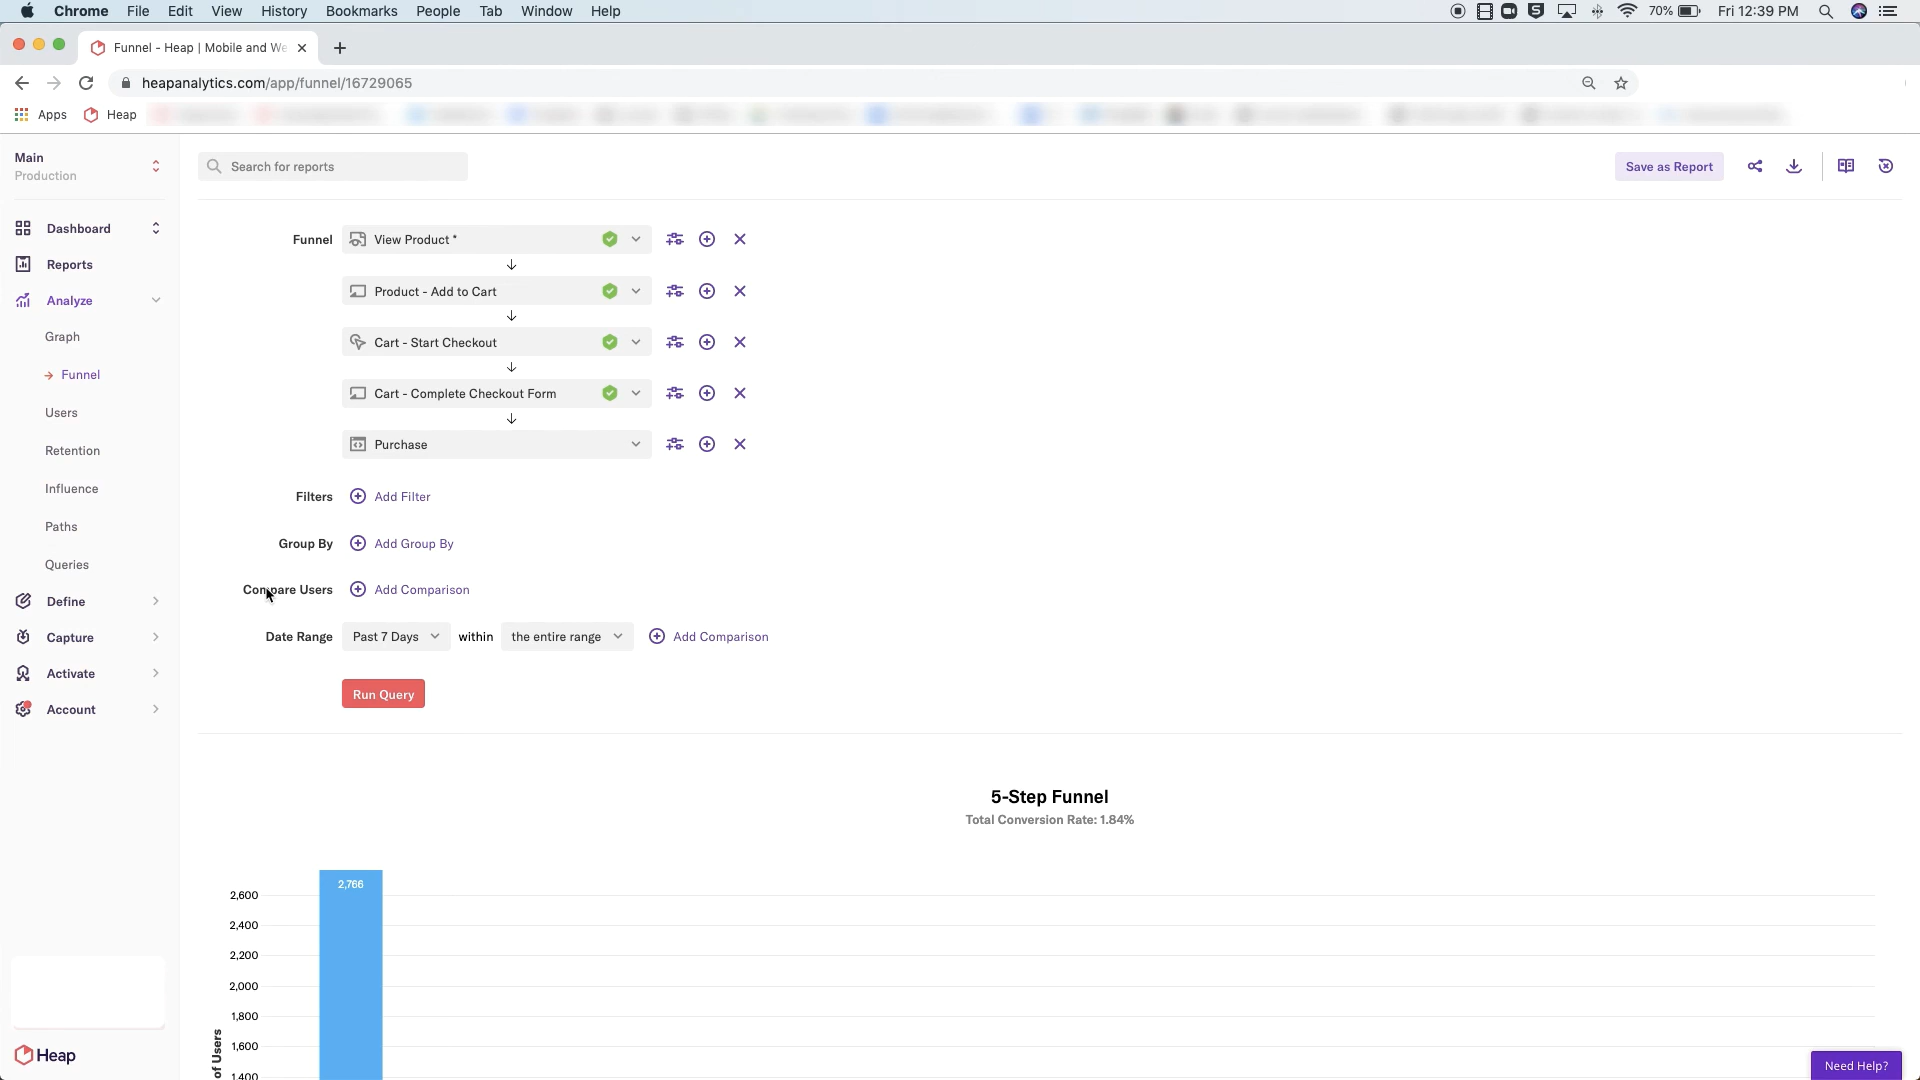 Chrome File Edit View History Bookmarks People Tab Window Help 70% Fri 12:39 PM
Funnel - Heap | Mobile and We
heapanalytics.com/app/funnel/16729065
Apps Heap
Main
Production
Search for reports
Save as Report
Dashboard
Reports
Analyze
Graph
Funnel
Users
Retention
Influence
Paths
Queries
Define
Capture
Activate
Account
Heap
Funnel View Product *
Product - Add to Cart
Cart - Start Checkout
Cart - Complete Checkout Form
Purchase
Filters Add Filter
Group By Add Group By
Compare Users Add Comparison
Date Range Past 7 Days within the entire range Add Comparison
Run Query
5-Step Funnel
Total Conversion Rate: 1.84%
2,766
2,600
2,400
2,200
2,000
1,800
1,600
1,400
of Users
Need Help?